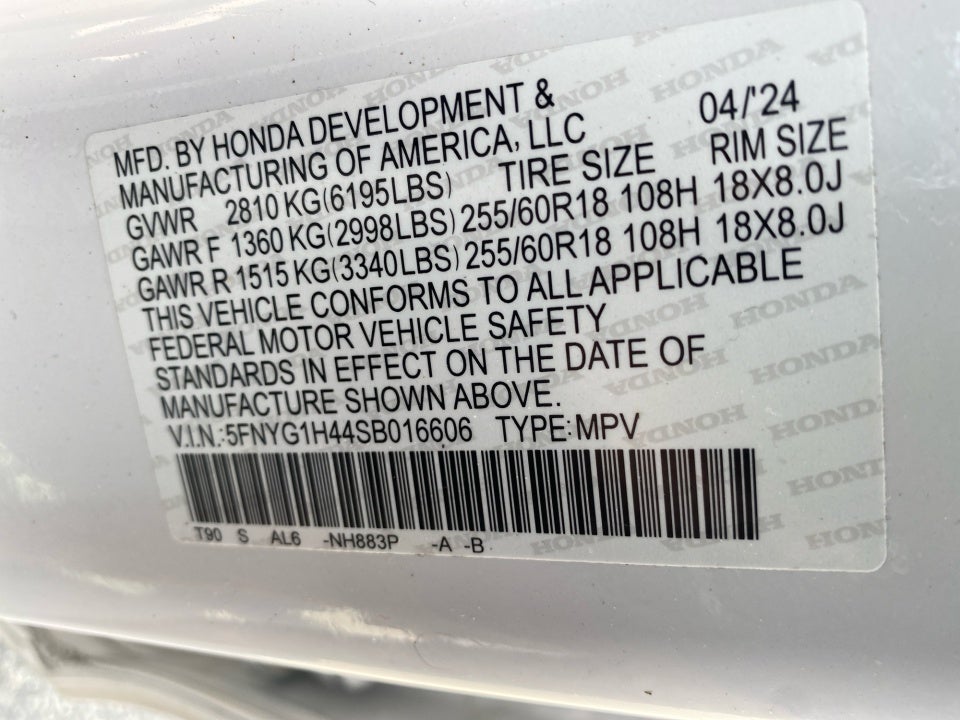 MFD. BY HONDA DEVELOPMENT & 04/'24
MANUFACTURING OF AMERICA, LLC
GVWR 2810 KG(6195LBS) TIRE SIZE RIM SIZE
GAWR F 1360 KG(2998LBS) 255/60R18 108H 18X8.0J
GAWR R 1515 KG(3340LBS) 255/60R18 108H 18X8.0J
THIS VEHICLE CONFORMS TO ALL APPLICABLE
FEDERAL MOTOR VEHICLE SAFETY
STANDARDS IN EFFECT ON THE DATE OF
MANUFACTURE SHOWN ABOVE.
V.I.N.:5FNYG1H44SB016606 TYPE:MPV
T90 S AL6 -NH883P -A -B